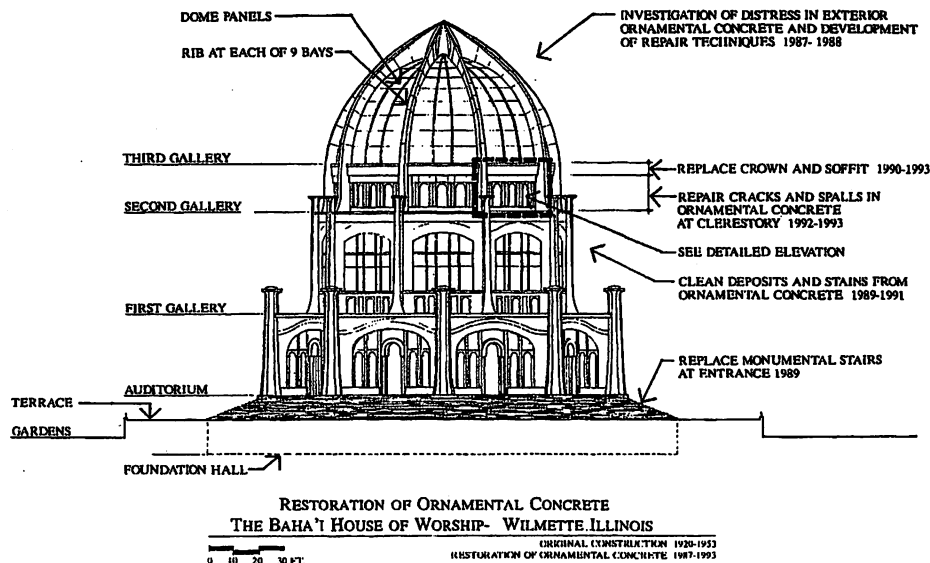 DOME PANELS
RIB AT EACH OF 9 BAYS
INVESTIGATION OF DISTRESS IN EXTERIOR
ORNAMENTAL CONCRETE AND DEVELOPMENT
OF REPAIR TECHNIQUES 1987-1988
THIRD GALLERY
SECOND GALLERY
REPLACE CROWN AND SOFFIT 1990-1993
REPAIR CRACKS AND SPALLS IN
ORNAMENTAL CONCRETE
AT CLERESTORY 1992-1993
SEE DETAILED ELEVATION
CLEAN DEPOSITS AND STAINS FROM
ORNAMENTAL CONCRETE 1989-1991
FIRST GALLERY
REPLACE MONUMENTAL STAIRS
AT ENTRANCE 1989
AUDITORIUM
TERRACE
GARDENS
FOUNDATION HALL
RESTORATION OF ORNAMENTAL CONCRETE
THE BAHA'I HOUSE OF WORSHIP- WILMETTE.ILLINOIS
ORIGINAL CONSTRUCTION 1920-1953
RESTORATION OF ORNAMENTAL CONCRETE 1987-1993
0 10 20 30 FT